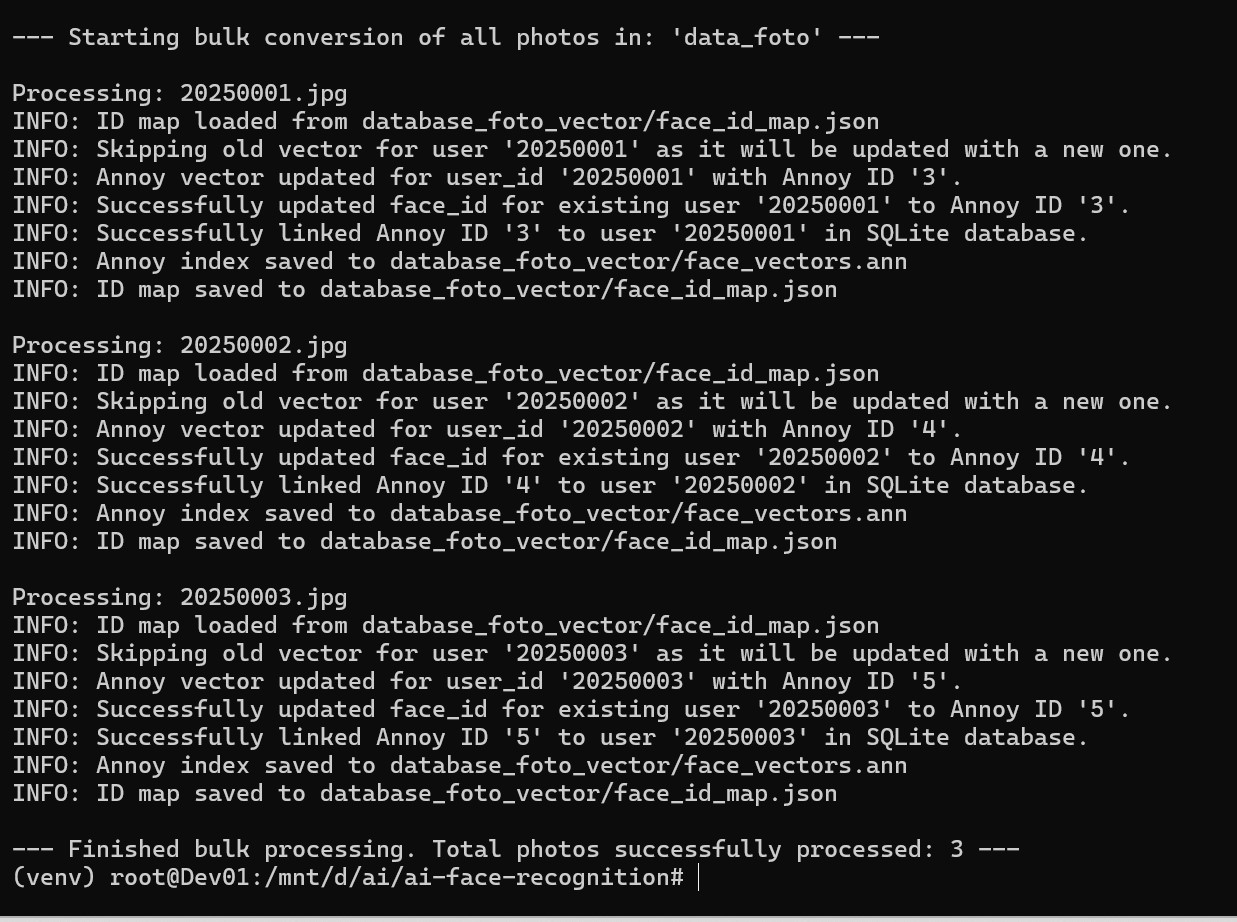 --- Starting bulk conversion of all photos in: 'data_foto' ---
Processing: 20250001.jpg
INFO: ID map loaded from database_foto_vector/face_id_map.json
INFO: Skipping old vector for user '20250001' as it will be updated with a new one.
INFO: Annoy vector updated for user_id '20250001' with Annoy ID '3'.
INFO: Successfully updated face_id for existing user '20250001' to Annoy ID '3'.
INFO: Successfully linked Annoy ID '3' to user '20250001' in SQLite database.
INFO: Annoy index saved to database_foto_vector/face_vectors.ann
INFO: ID map saved to database_foto_vector/face_id_map.json
Processing: 20250002.jpg
INFO: ID map loaded from database_foto_vector/face_id_map.json
INFO: Skipping old vector for user '20250002' as it will be updated with a new one.
INFO: Annoy vector updated for user_id '20250002' with Annoy ID '4'.
INFO: Successfully updated face_id for existing user '20250002' to Annoy ID '4'.
INFO: Successfully linked Annoy ID '4' to user '20250002' in SQLite database.
INFO: Annoy index saved to database_foto_vector/face_vectors.ann
INFO: ID map saved to database_foto_vector/face_id_map.json
Processing: 20250003.jpg
INFO: ID map loaded from database_foto_vector/face_id_map.json
INFO: Skipping old vector for user '20250003' as it will be updated with a new one.
INFO: Annoy vector updated for user_id '20250003' with Annoy ID '5'.
INFO: Successfully updated face_id for existing user '20250003' to Annoy ID '5'.
INFO: Successfully linked Annoy ID '5' to user '20250003' in SQLite database.
INFO: Annoy index saved to database_foto_vector/face_vectors.ann
INFO: ID map saved to database_foto_vector/face_id_map.json
--- Finished bulk processing. Total photos successfully processed: 3 ---
(venv) root@Dev01:/mnt/d/ai/ai-face-recognition#